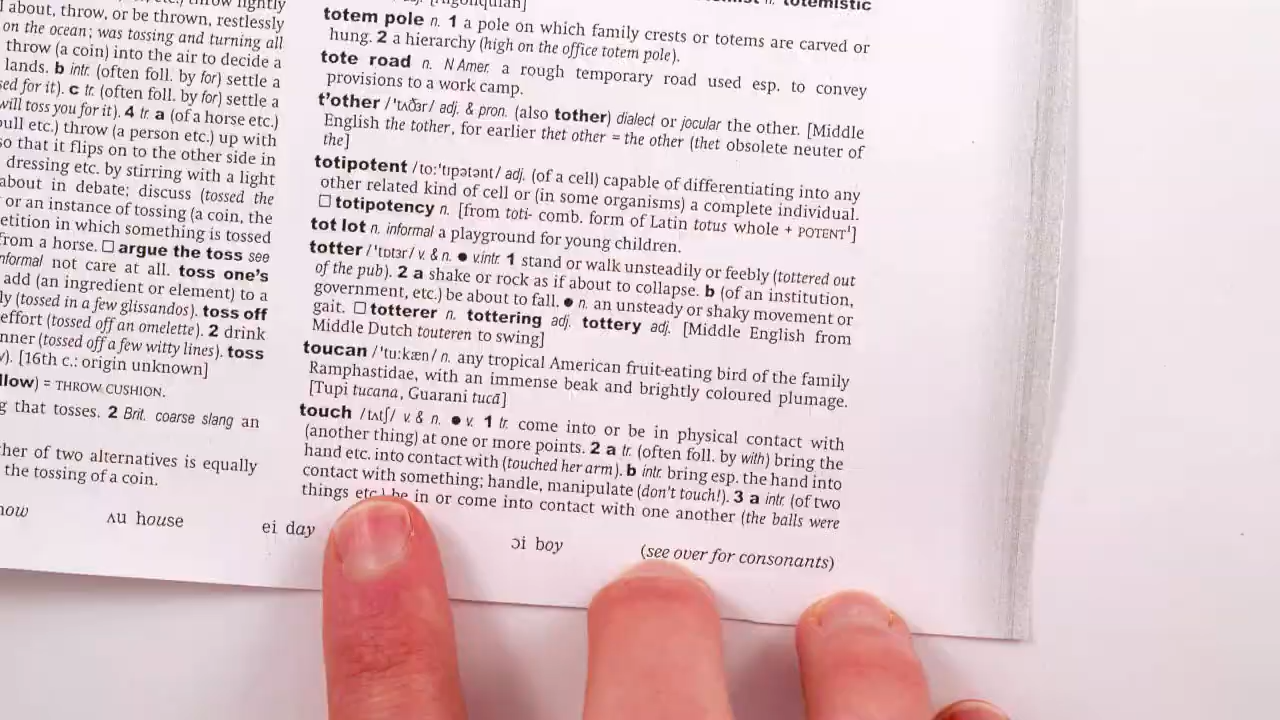 about, throw, or be thrown, restlessly
on the ocean; was tossing and turning all
throw (a coin) into the air to decide a
lands. b intr. (often foll. by for) settle a
sed for it). c tr. (often foll. by for) settle a
will toss you for it). 4 tr. a (of a horse etc.)
pull etc.) throw (a person etc.) up with
so that it flips on to the other side in
dressing etc. by stirring with a light
about in debate; discuss (tossed the
or an instance of tossing (a coin, the
etition in which something is tossed
from a horse. □ argue the toss see
nformal not care at all. toss one's
add (an ingredient or element) to a
ly (tossed in a few glissandos). toss off
effort (tossed off an omelette). 2 drink
nner (tossed off a few witty lines). toss
v). [16th c.: origin unknown]
llow) = THROW CUSHION.
g that tosses. 2 Brit. coarse slang an
her of two alternatives is equally
the tossing of a coin.
totemistic
totem pole n. 1 a pole on which family crests or totems are carved or
hung. 2 a hierarchy (high on the office totem pole).
tote road n. N Amer. a rough temporary road used esp. to convey
provisions to a work camp.
t'other /ˈtʌðər/ adj. & pron. (also tother) dialect or jocular the other. [Middle
English the tother, for earlier thet other = the other (thet obsolete neuter of
the]
totipotent /toːˈtɪpətənt/ adj. (of a cell) capable of differentiating into any
other related kind of cell or (in some organisms) a complete individual.
□ totipotency n. [from toti- comb. form of Latin totus whole + POTENT¹]
tot lot n. informal a playground for young children.
totter /ˈtɒtər/ v. & n. ● v.intr. 1 stand or walk unsteadily or feebly (tottered out
of the pub). 2 a shake or rock as if about to collapse. b (of an institution,
government, etc.) be about to fall. ● n. an unsteady or shaky movement or
gait. □ totterer n. tottering adj. tottery adj. [Middle English from
Middle Dutch touteren to swing]
toucan /ˈtuːkæn/ n. any tropical American fruit-eating bird of the family
Ramphastidae, with an immense beak and brightly coloured plumage.
[Tupi tucana, Guarani tucã]
touch /tʌtʃ/ v. & n. ● v. 1 tr. come into or be in physical contact with
(another thing) at one or more points. 2 a tr. (often foll. by with) bring the
hand etc. into contact with (touched her arm). b intr. bring esp. the hand into
contact with something; handle, manipulate (don't touch!). 3 a intr. (of two
things etc.) be in or come into contact with one another (the balls were
how ʌu house ei day ɔi boy (see over for consonants)